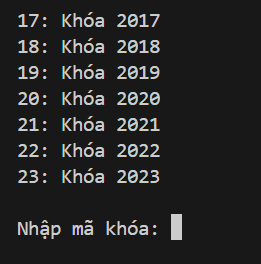 17: Khóa 2017
18: Khóa 2018
19: Khóa 2019
20: Khóa 2020
21: Khóa 2021
22: Khóa 2022
23: Khóa 2023
Nhập mã khóa: